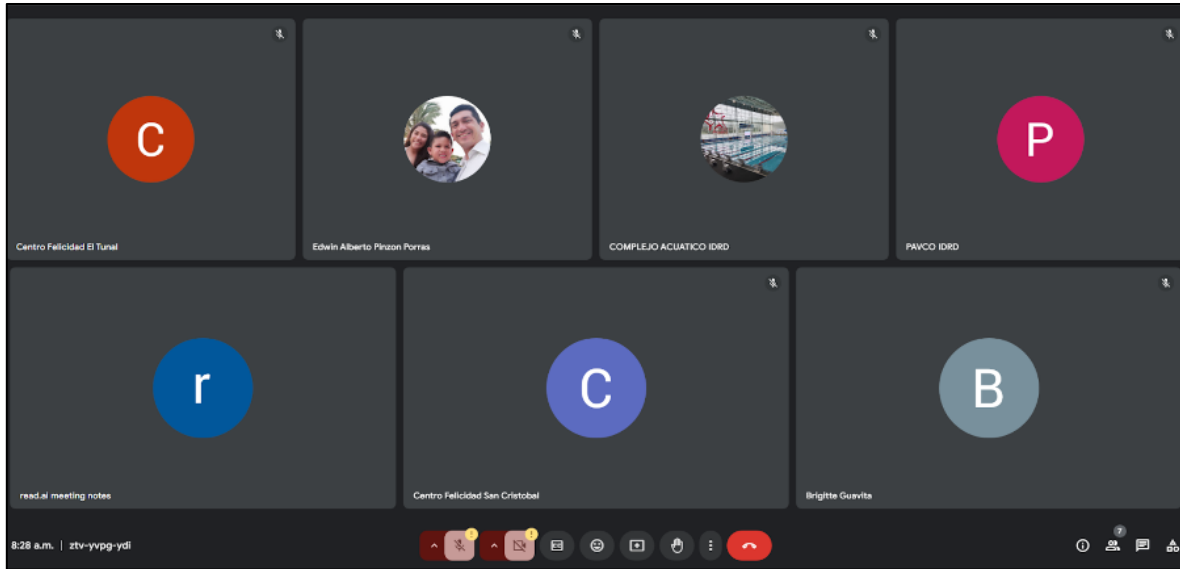 C
P
Centro Felicidad El Tunal
Edwin Alberto Pinzon Porras
COMPLEJO ACUATICO IDRD
PAVCO IDRD
r
C
B
read.ai meeting notes
Centro Felicidad San Cristobal
Brigitte Guavita
7
8:28 a.m. | ztv-yvpg-ydi